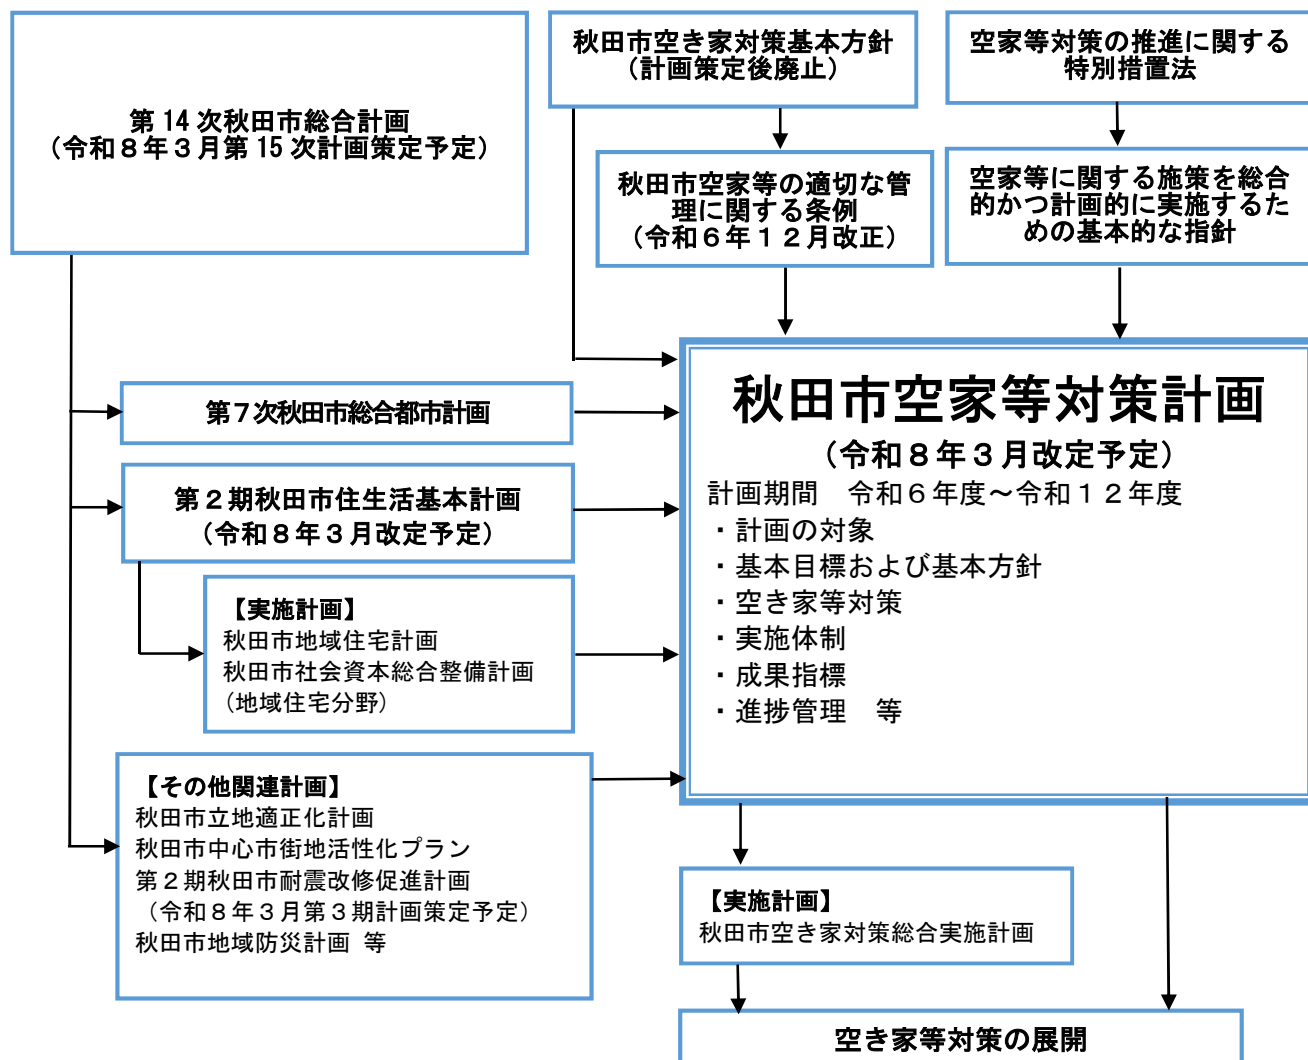 第14次秋田市総合計画
（令和８年３月第15次計画策定予定）
秋田市空き家対策基本方針
（計画策定後廃止）
空家等対策の推進に関する
特別措置法
秋田市空家等の適切な管
理に関する条例
（令和６年１２月改正）
空家等に関する施策を総合
的かつ計画的に実施するた
めの基本的な指針
第７次秋田市総合都市計画
第２期秋田市住生活基本計画
（令和８年３月改定予定）
【実施計画】
秋田市地域住宅計画
秋田市社会資本総合整備計画
（地域住宅分野）
【その他関連計画】
秋田市立地適正化計画
秋田市中心市街地活性化プラン
第２期秋田市耐震改修促進計画
（令和８年３月第３期計画策定予定）
秋田市地域防災計画 等
秋田市空家等対策計画
（令和８年３月改定予定）
計画期間　令和６年度～令和１２年度
・計画の対象
・基本目標および基本方針
・空き家等対策
・実施体制
・成果指標
・進捗管理　等
【実施計画】
秋田市空き家対策総合実施計画
空き家等対策の展開